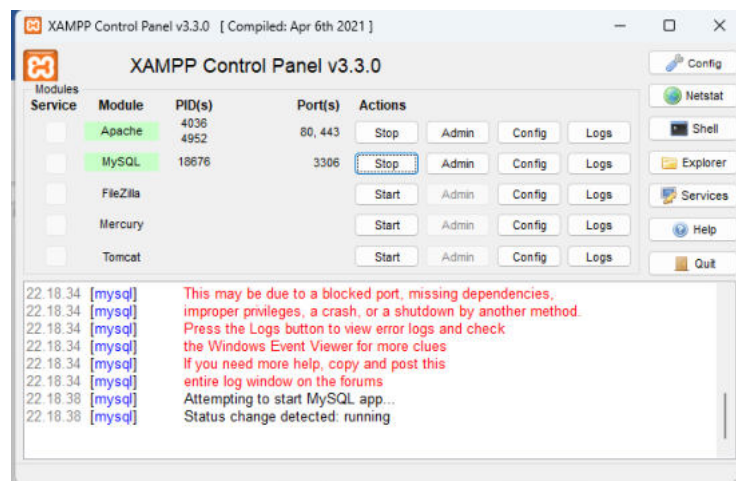 XAMPP Control Panel v3.3.0 [ Compiled: Apr 6th 2021 ]
XAMPP Control Panel v3.3.0
Config
Modules
Service Module PID(s) Port(s) Actions
Netstat
Apache 4036 4952 80, 443 Stop Admin Config Logs
Shell
MySQL 18676 3306 Stop Admin Config Logs
Explorer
FileZilla Start Admin Config Logs
Services
Mercury Start Admin Config Logs
Help
Tomcat Start Admin Config Logs
Quit
22.18.34 [mysql] This may be due to a blocked port, missing dependencies,
22.18.34 [mysql] improper privileges, a crash, or a shutdown by another method.
22.18.34 [mysql] Press the Logs button to view error logs and check
22.18.34 [mysql] the Windows Event Viewer for more clues
22.18.34 [mysql] If you need more help, copy and post this
22.18.34 [mysql] entire log window on the forums
22.18.38 [mysql] Attempting to start MySQL app...
22.18.38 [mysql] Status change detected: running